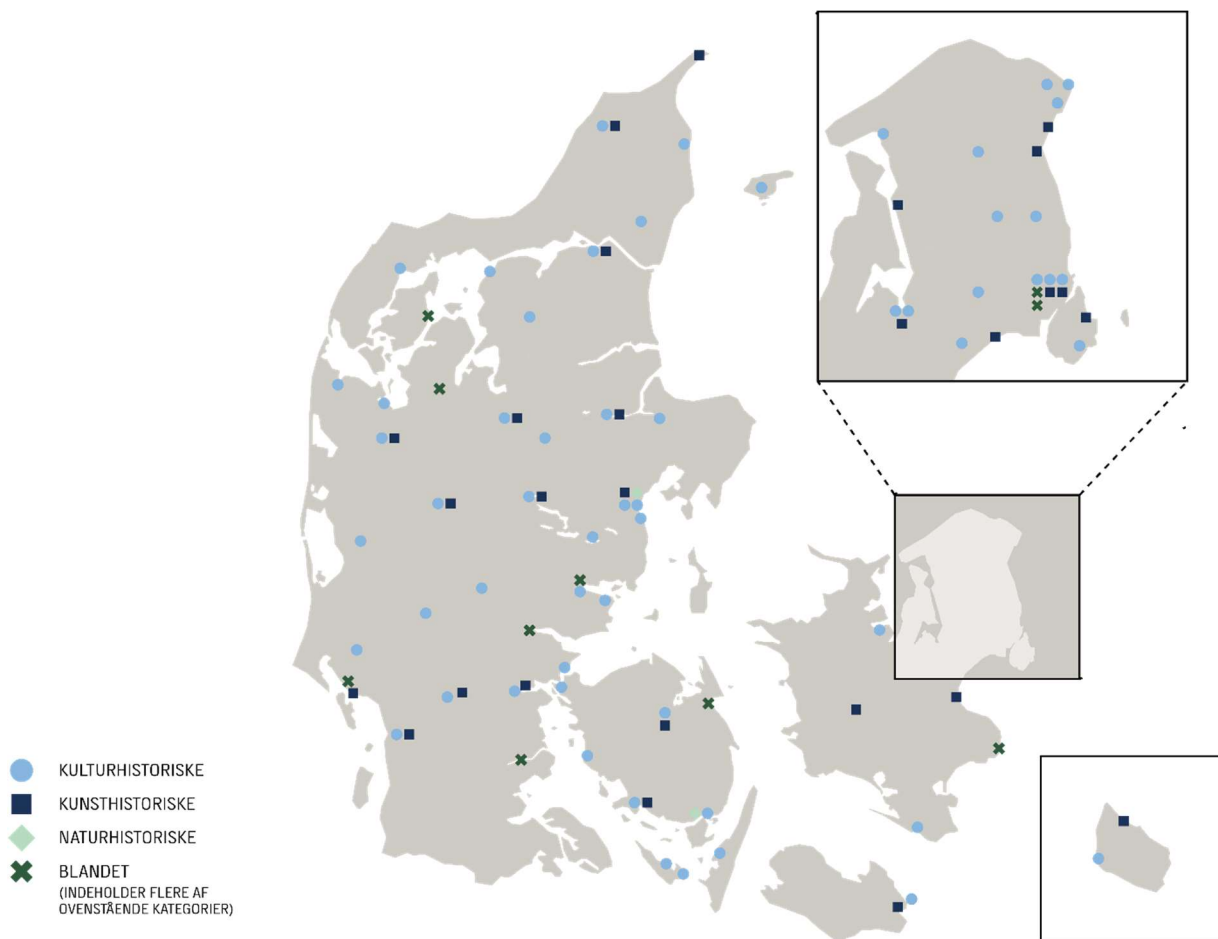 KULTURHISTORISKE
KUNSTHISTORISKE
NATURHISTORISKE
BLANDET
(INDEHOLDER FLERE AF
OVENSTÅENDE KATEGORIER)